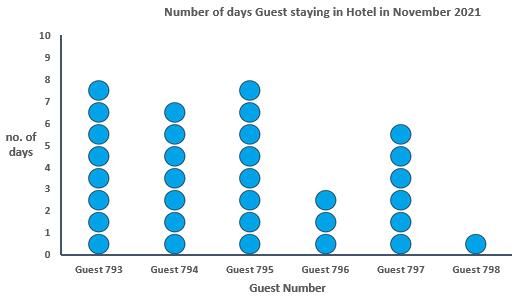 Number of days Guest staying in Hotel in November 2021
10
9
8
7
6
5
4
3
2
1
0
no. of
days
Guest 793 Guest 794 Guest 795 Guest 796 Guest 797 Guest 798
Guest Number